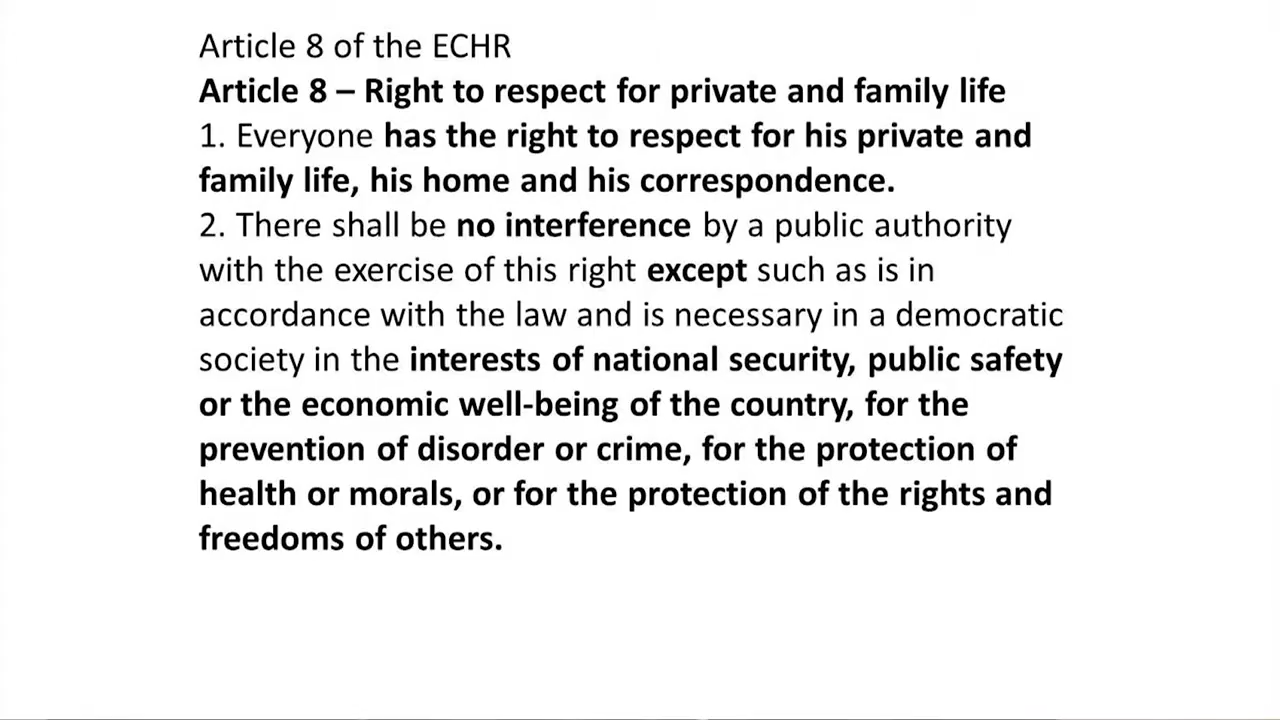 Article 8 of the ECHR
Article 8 – Right to respect for private and family life
1. Everyone has the right to respect for his private and
family life, his home and his correspondence.
2. There shall be no interference by a public authority
with the exercise of this right except such as is in
accordance with the law and is necessary in a democratic
society in the interests of national security, public safety
or the economic well-being of the country, for the
prevention of disorder or crime, for the protection of
health or morals, or for the protection of the rights and
freedoms of others.